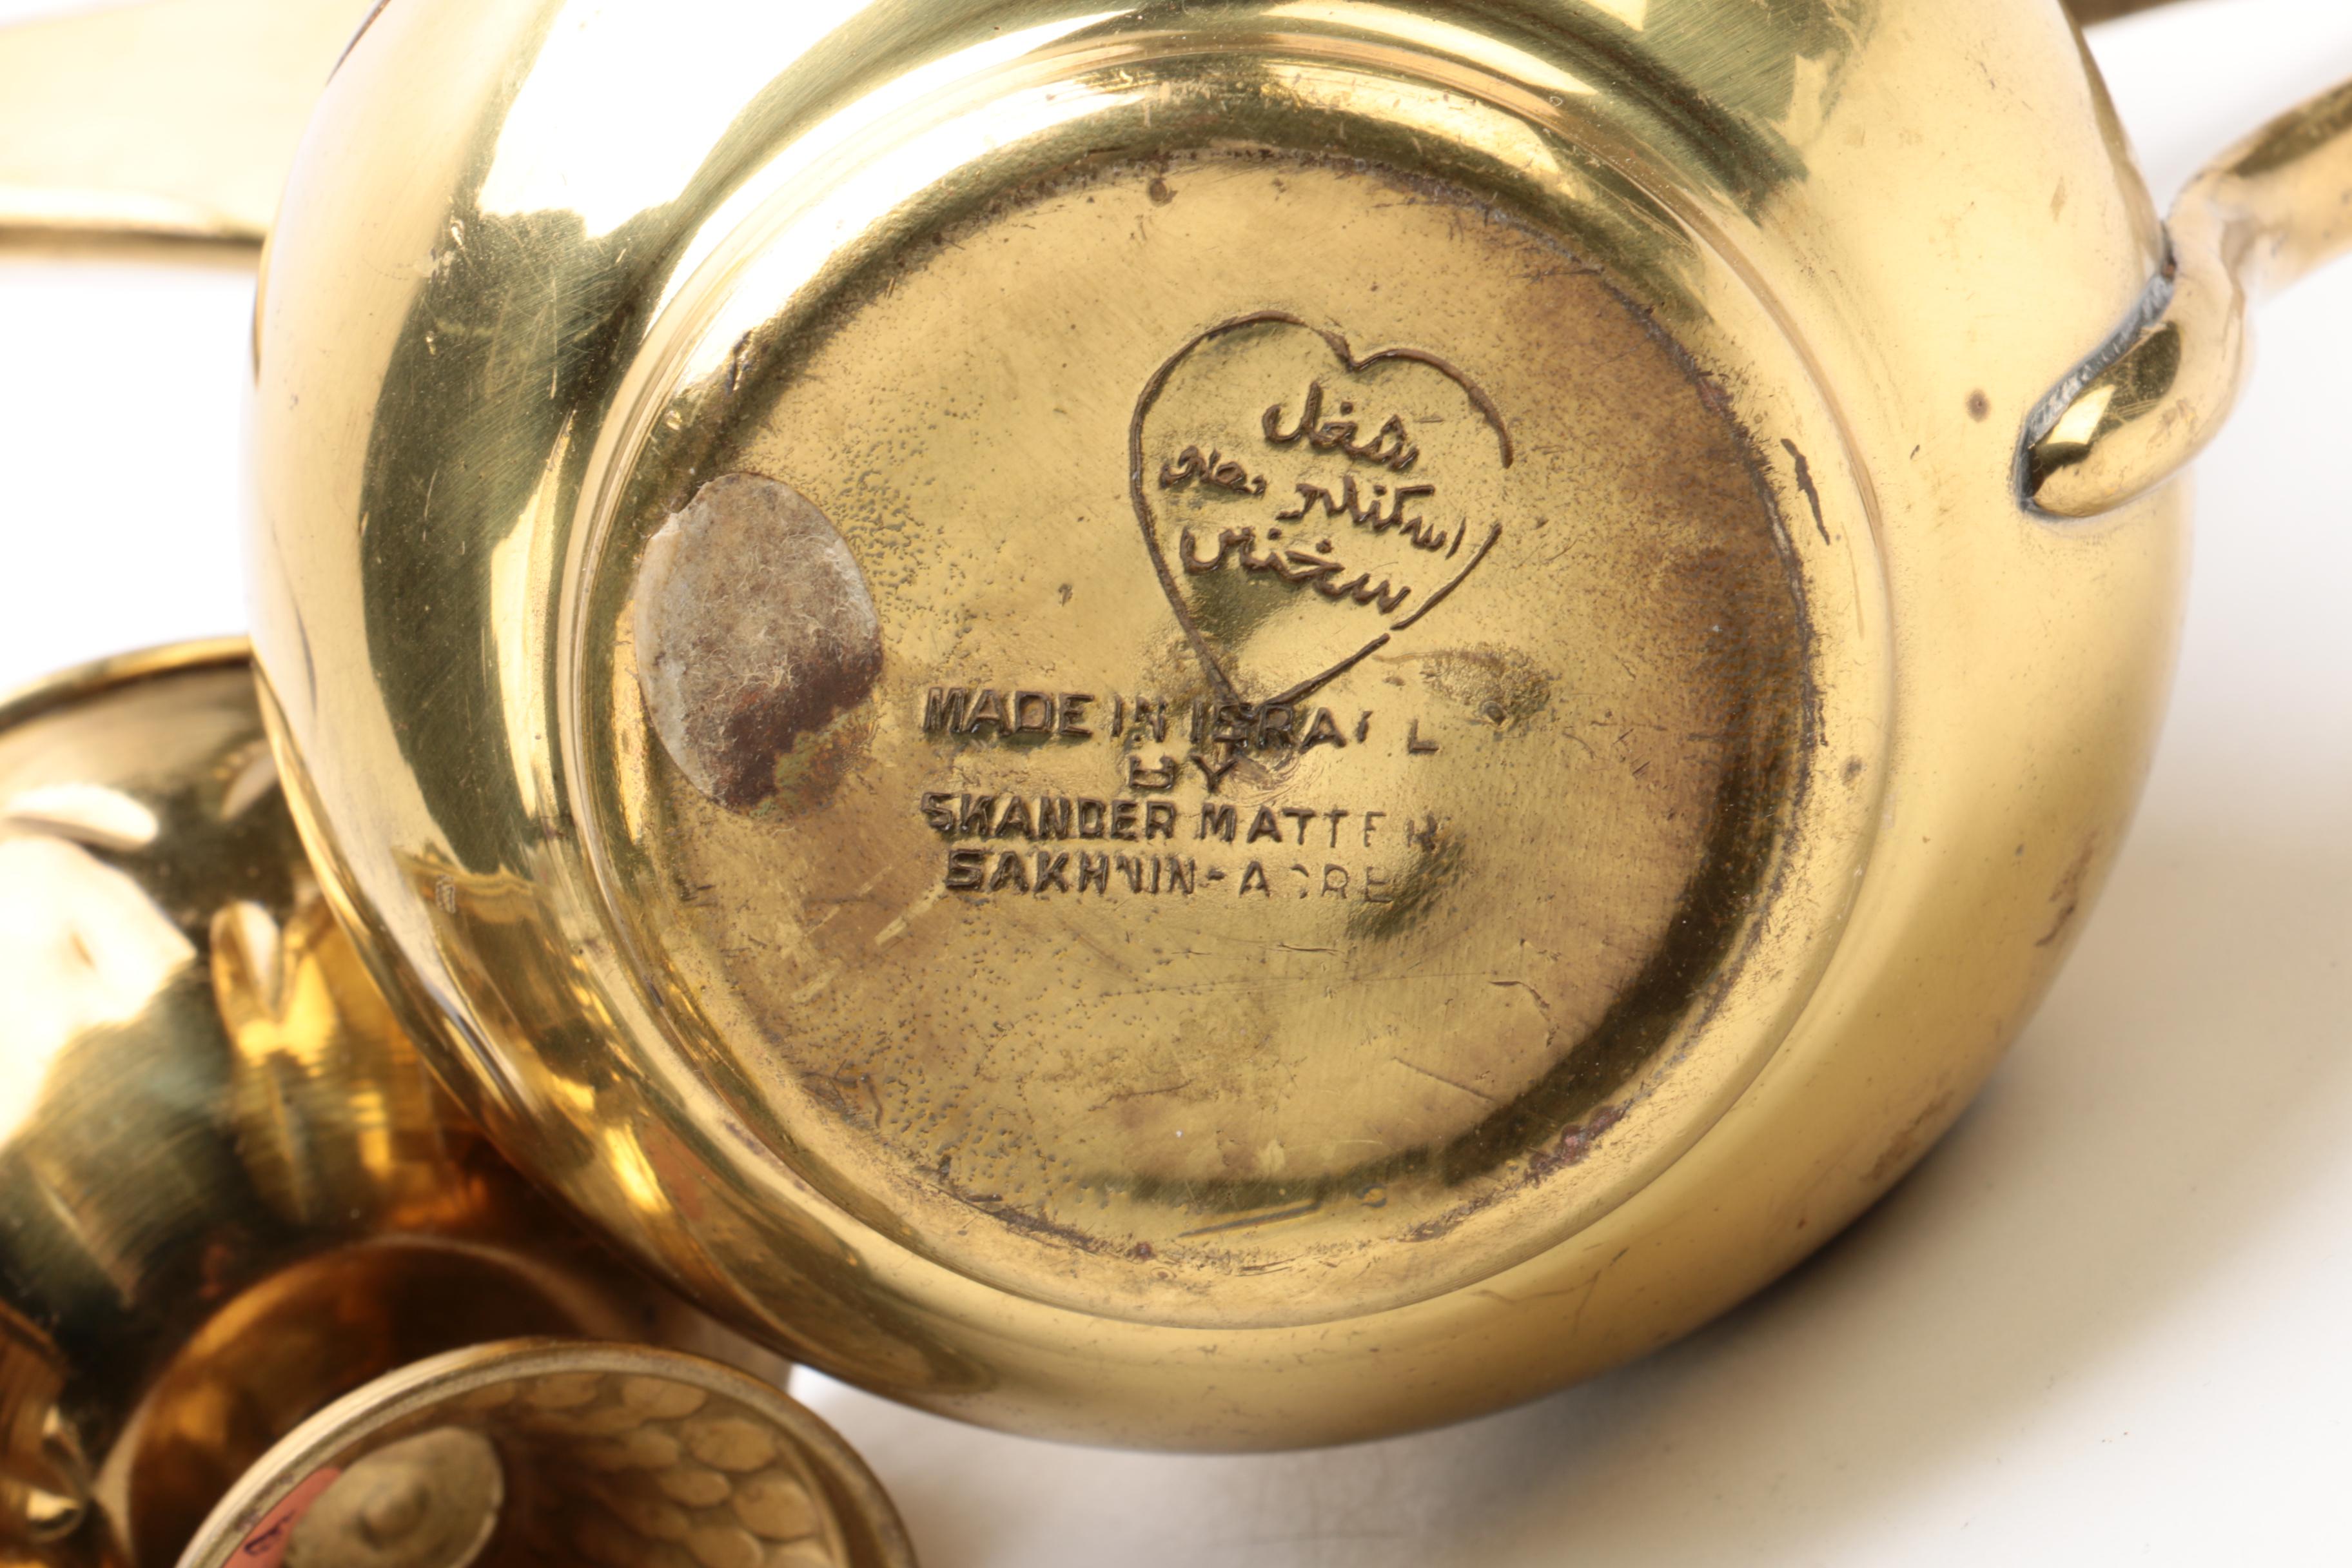 شغل
اسكندر مطر
سخنين
MADE IN ISRAEL
BY
SKANDER MATTER
SAKHNIN-ACRE